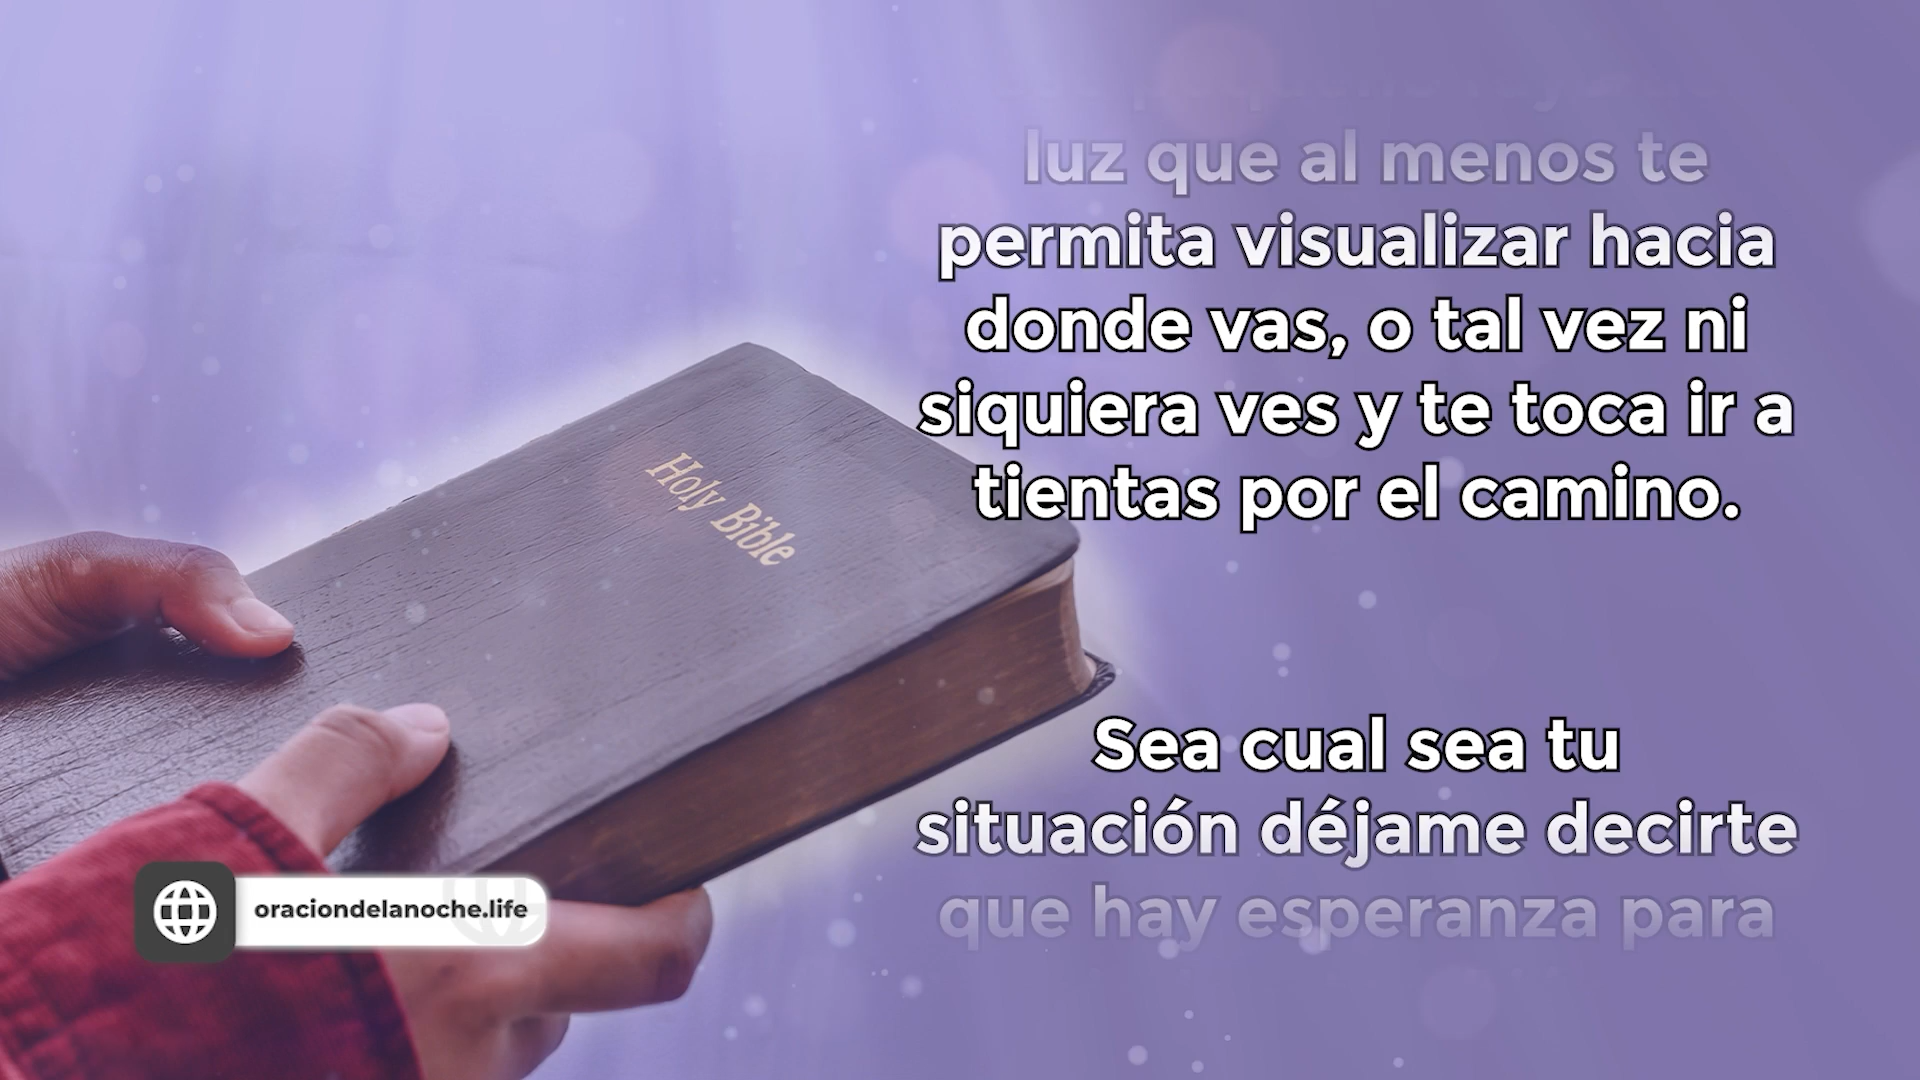 luz que al menos te
permita visualizar hacia
donde vas, o tal vez ni
siquiera ves y te toca ir a
tientas por el camino.
Sea cual sea tu
situación déjame decirte
que hay esperanza para
Holy Bible
oraciondelanoche.life